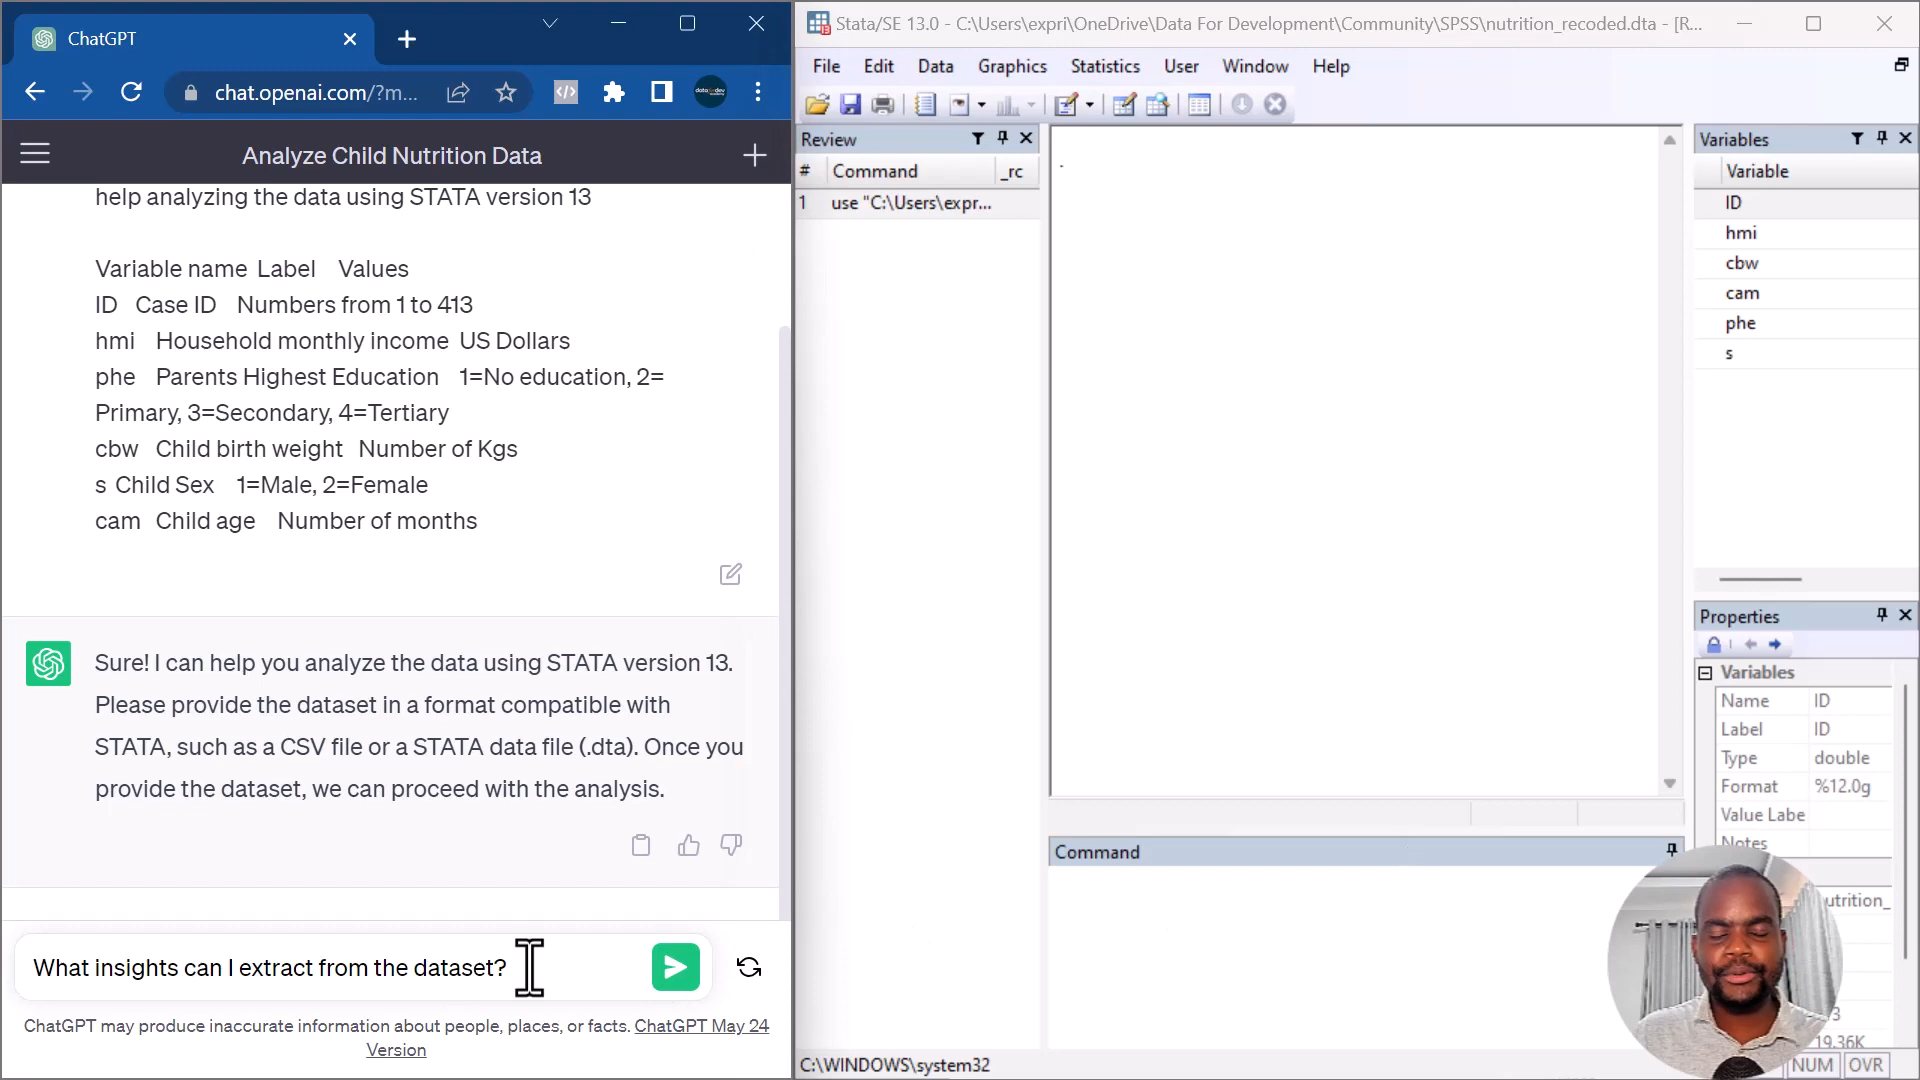 ChatGPT
chat.openai.com/?m...
Analyze Child Nutrition Data
help analyzing the data using STATA version 13
Variable name Label Values
ID Case ID Numbers from 1 to 413
hmi Household monthly income US Dollars
phe Parents Highest Education 1=No education, 2=
Primary, 3=Secondary, 4=Tertiary
cbw Child birth weight Number of Kgs
s Child Sex 1=Male, 2=Female
cam Child age Number of months
Sure! I can help you analyze the data using STATA version 13.
Please provide the dataset in a format compatible with
STATA, such as a CSV file or a STATA data file (.dta). Once you
provide the dataset, we can proceed with the analysis.
What insights can I extract from the dataset?
ChatGPT may produce inaccurate information about people, places, or facts. ChatGPT May 24
Version
Stata/SE 13.0 - C:\Users\expri\OneDrive\Data For Development\Community\SPSS\nutrition_recoded.dta - [R...
File Edit Data Graphics Statistics User Window Help
Review
# Command _rc
1 use "C:\Users\expr...
.
Command
C:\WINDOWS\system32
Variables
Variable
ID
hmi
cbw
cam
phe
s
Properties
Variables
Name ID
Label ID
Type double
Format %12.0g
Value Labe
Notes
utrition_
3
19.36K
NUM OVR